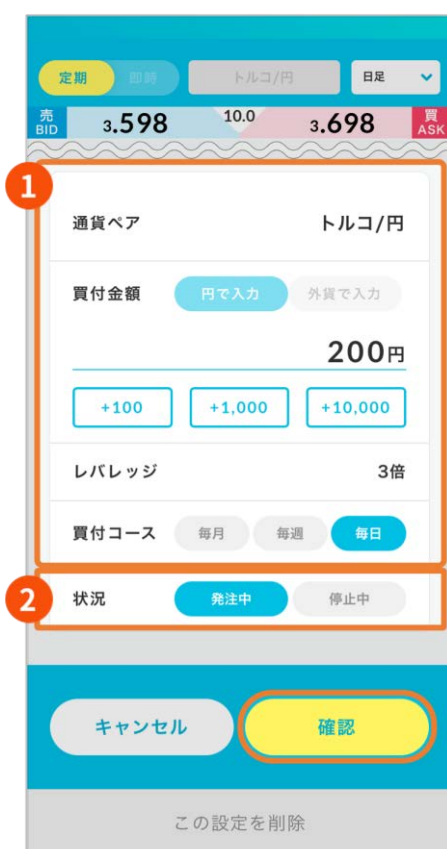 定期 即時 トルコ/円 日足
売 BID 3.598 10.0 3.698 買 ASK
1
通貨ペア トルコ/円
買付金額 円で入力 外貨で入力
200円
+100 +1,000 +10,000
レバレッジ 3倍
買付コース 毎月 毎週 毎日
2
状況 発注中 停止中
キャンセル 確認
この設定を削除